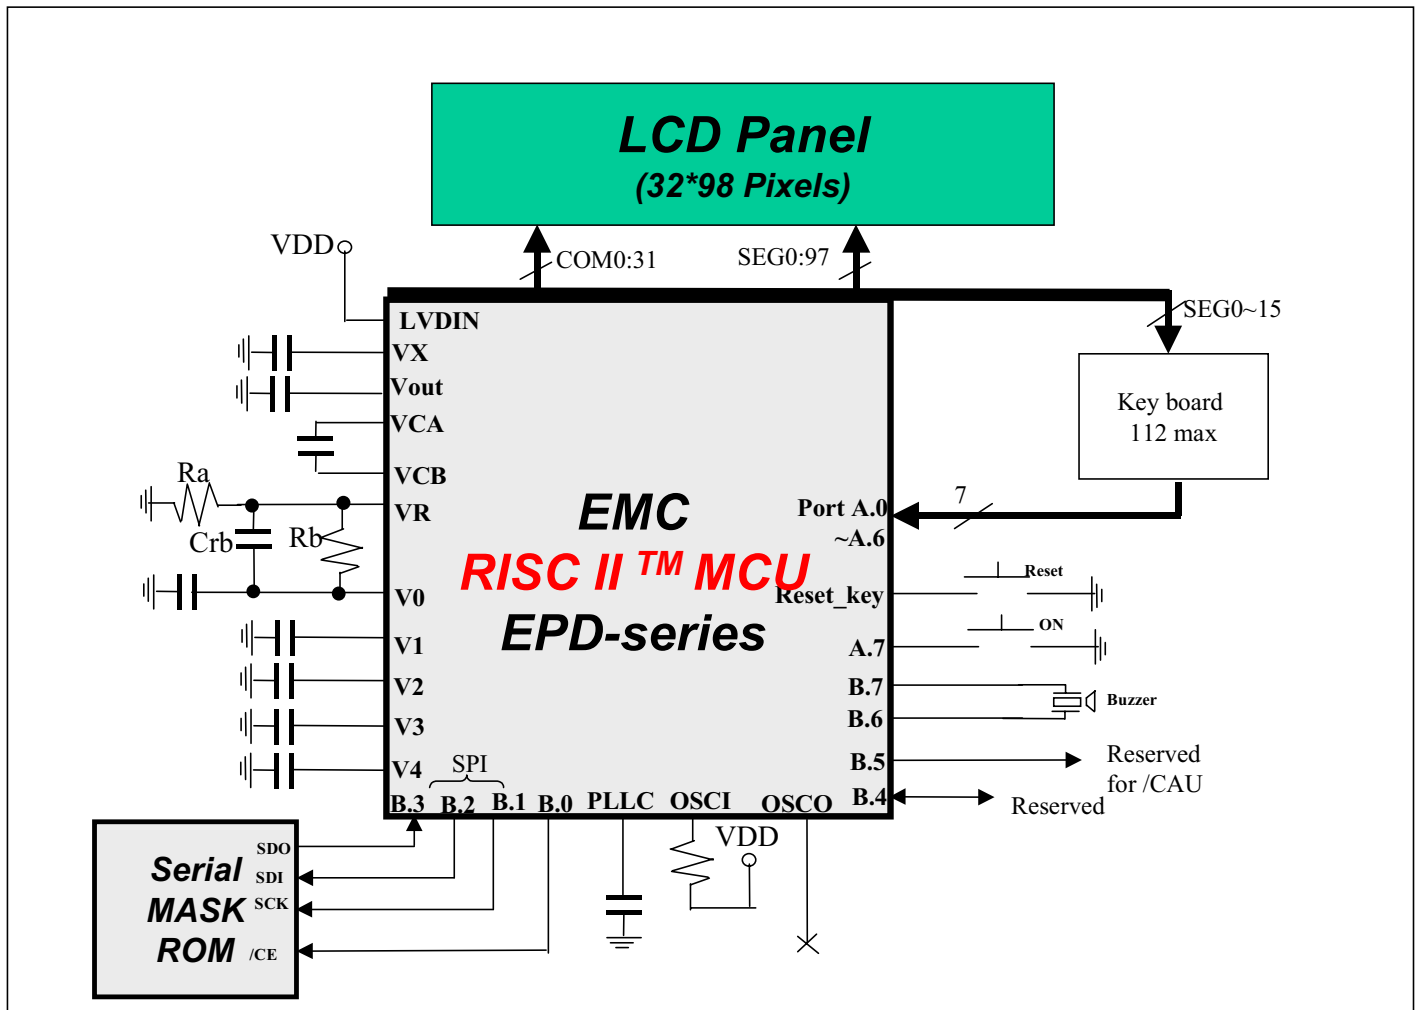 LCD Panel
(32*98 Pixels)
VDD
COM0:31
SEG0:97
SEG0~15
LVDIN
VX
Vout
VCA
VCB
VR
V0
V1
V2
V3
V4
Ra
Crb
Rb
EMC
RISC II TM MCU
EPD-series
Key board
112 max
7
Port A.0
~A.6
Reset_key
Reset
A.7
ON
B.7
B.6
Buzzer
B.5
Reserved
for /CAU
B.4
Reserved
SPI
B.3
B.2
B.1
B.0
PLLC
OSCI
OSCO
VDD
Serial
MASK
ROM
SDO
SDI
SCK
/CE